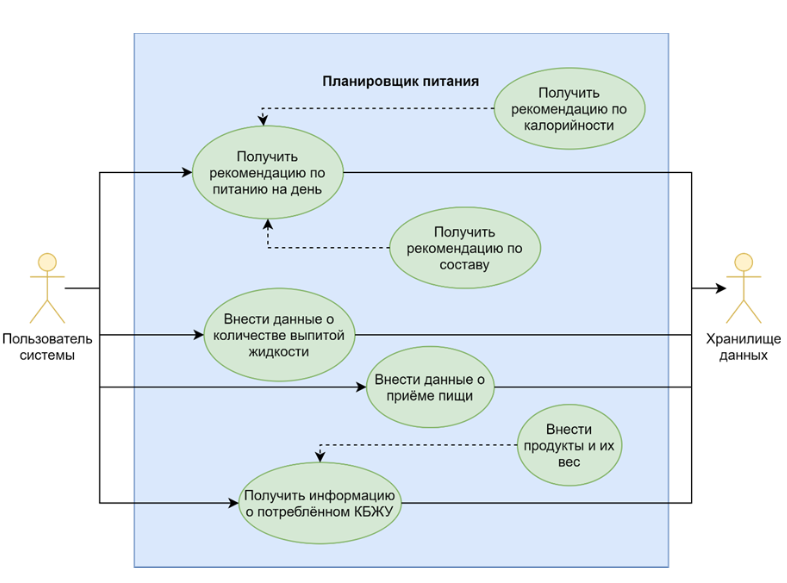 Планировщик питания
Получить
рекомендацию по
калорийности
Получить
рекомендацию по
питанию на день
Получить
рекомендацию по
составу
Пользователь
системы
Хранилище
данных
Внести данные о
количестве выпитой
жидкости
Внести данные о
приёме пищи
Внести
продукты и их
вес
Получить информацию
о потреблённом КБЖУ